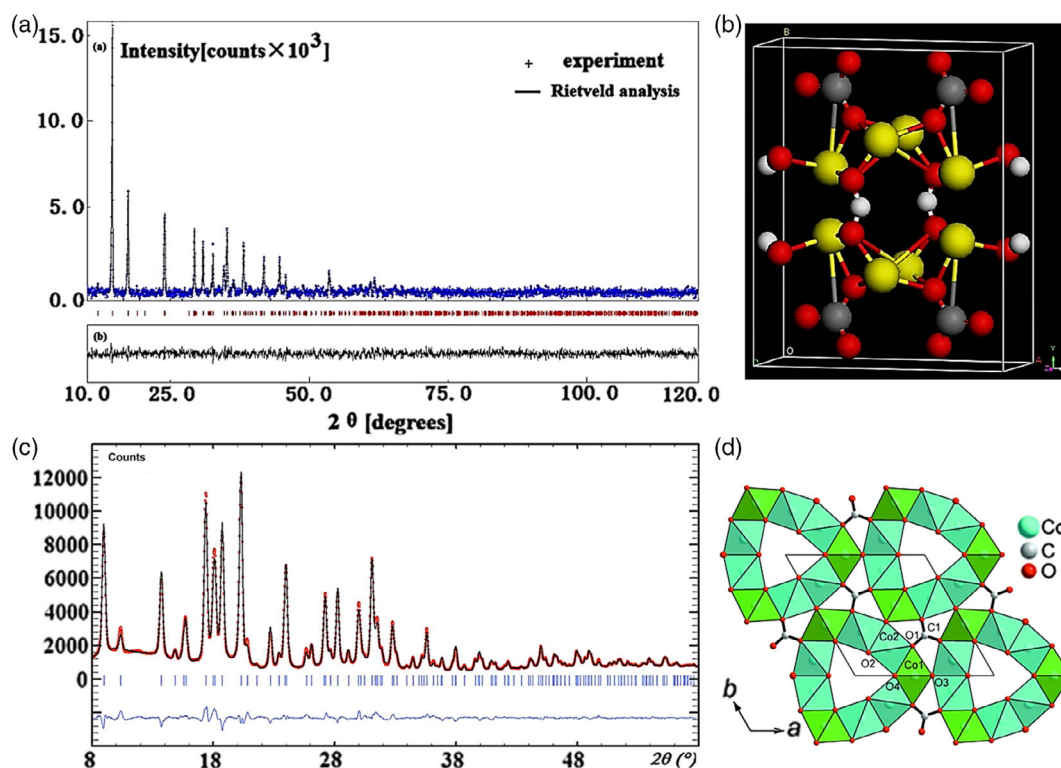 (a)
(a)
Intensity[counts×10³
+ experiment
— Rietveld analysis
15.0
10.0
5.0
0.0
(b)
10.0 25.0 50.0 75.0 100.0 120.0
2 θ [degrees]
(b)
B
O
A
Y
(c)
Counts
12000
10000
8000
6000
4000
2000
0
8 18 28 38 48 2θ (°)
(d)
Co
C
O
C1
Co2 O1
O2
Co1
O4 O3
b
a